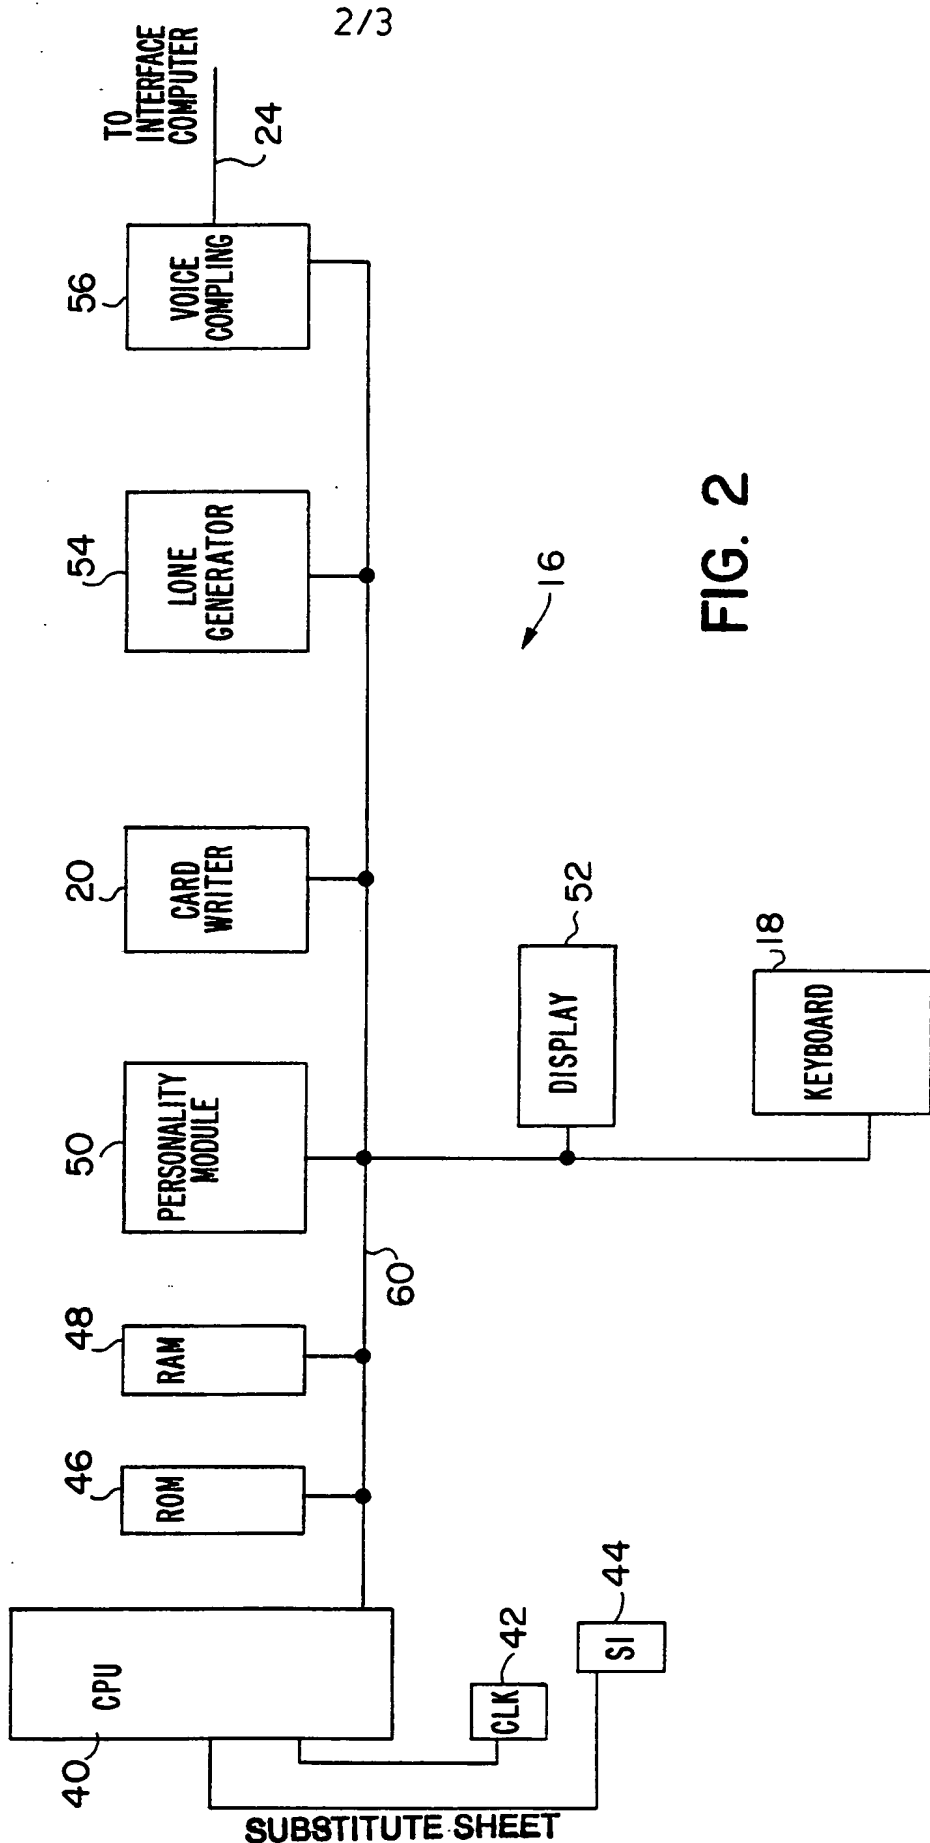 2/3
TO
INTERFACE
COMPUTER
24
56
VOICE
COMPLING
54
LONE
GENERATOR
20
CARD
WRITER
50
PERSONALITY
MODULE
48
RAM
46
ROM
40
CPU
60
52
DISPLAY
18
KEYBOARD
42
CLK
44
SI
16
FIG. 2
SUBSTITUTE SHEET